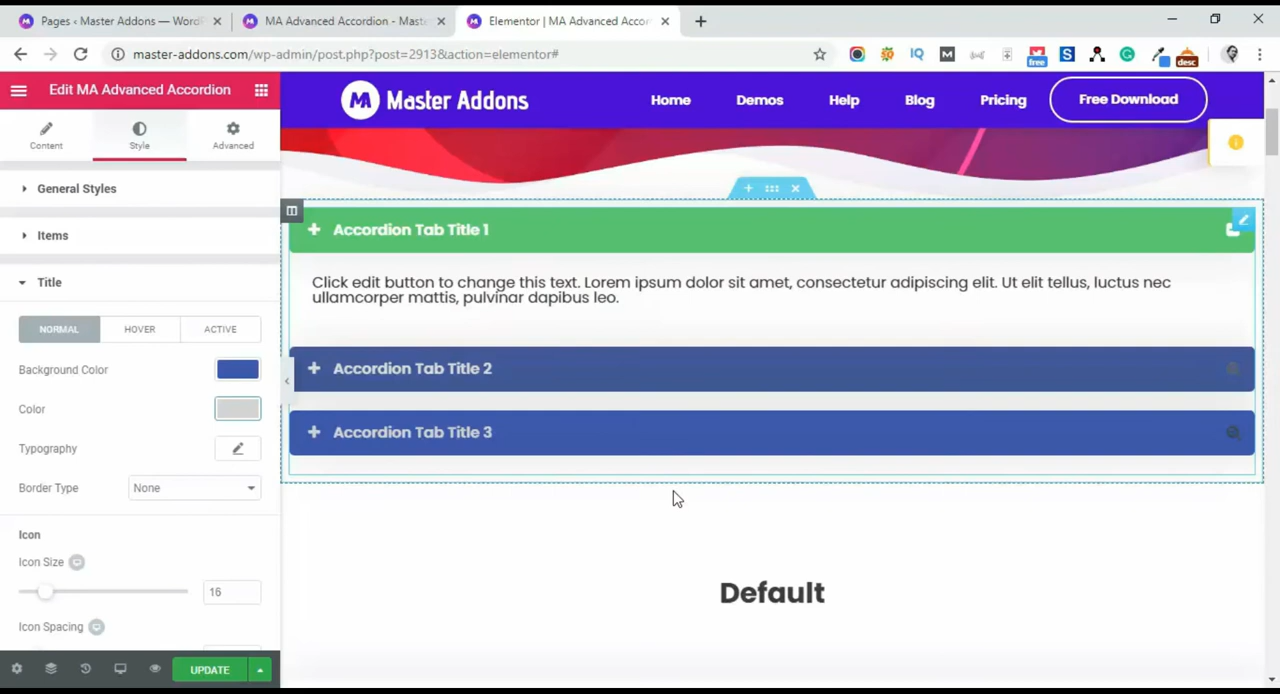 Pages ‹ Master Addons — WordP
MA Advanced Accordion - Maste
Elementor | MA Advanced Accor
master-addons.com/wp-admin/post.php?post=2913&action=elementor#
IQ
M
free
S
G
desc
Edit MA Advanced Accordion
Content
Style
Advanced
General Styles
Items
Title
NORMAL
HOVER
ACTIVE
Background Color
Color
Typography
Border Type
None
Icon
Icon Size
16
Icon Spacing
UPDATE
MA Master Addons
Home
Demos
Help
Blog
Pricing
Free Download
Accordion Tab Title 1
Click edit button to change this text. Lorem ipsum dolor sit amet, consectetur adipiscing elit. Ut elit tellus, luctus nec
ullamcorper mattis, pulvinar dapibus leo.
Accordion Tab Title 2
Accordion Tab Title 3
Default